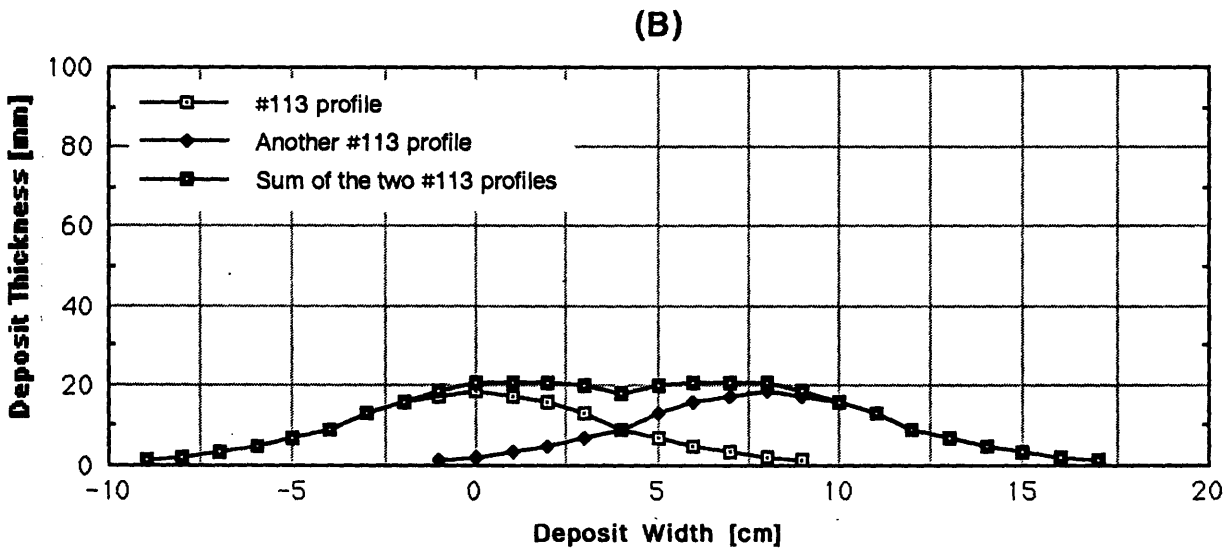 (B)
100
80
60
40
20
0
Deposit Thickness [mm]
#113 profile
Another #113 profile
Sum of the two #113 profiles
-10 -5 0 5 10 15 20
Deposit Width [cm]